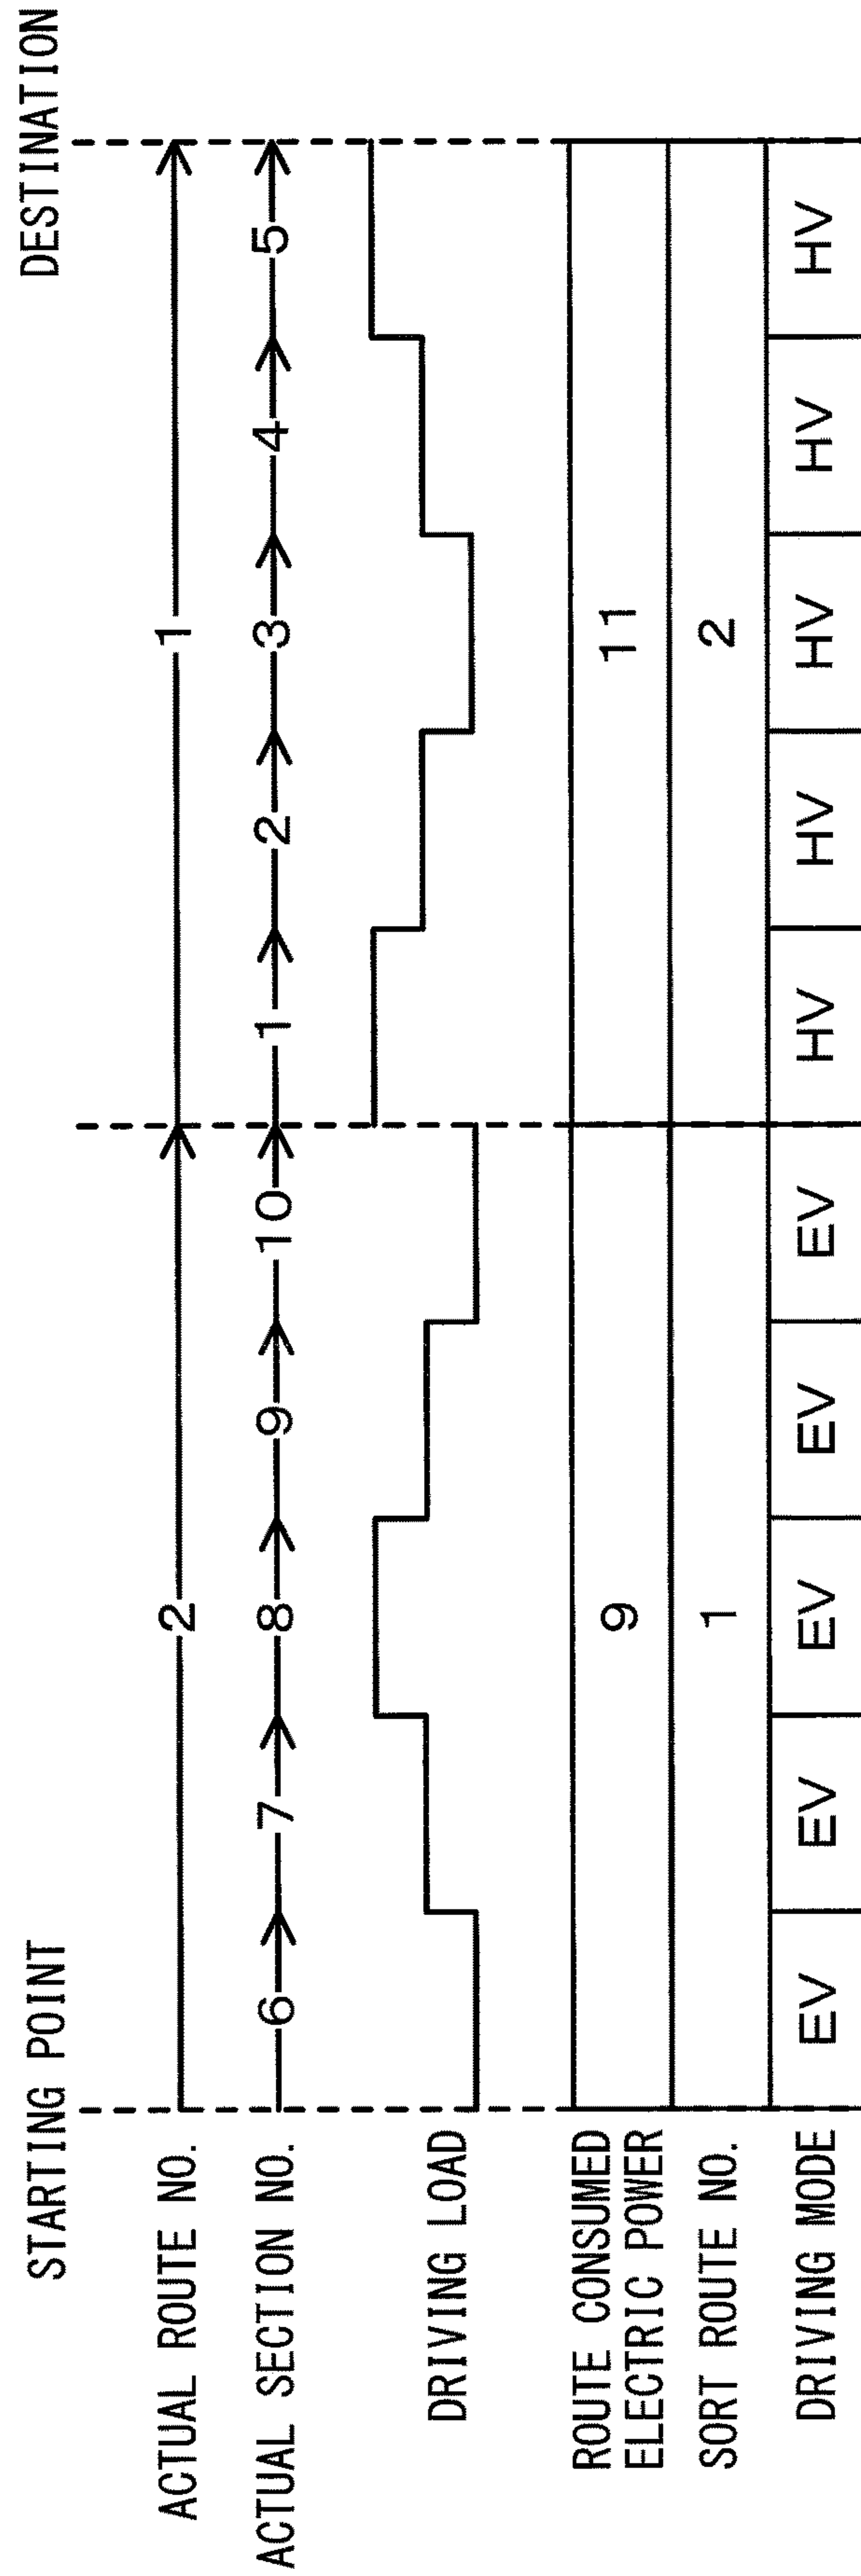 STARTING POINT
DESTINATION
ACTUAL ROUTE NO. 2 1
ACTUAL SECTION NO. 6 7 8 9 10 1 2 3 4 5
DRIVING LOAD
ROUTE CONSUMED
ELECTRIC POWER 9 11
SORT ROUTE NO. 1 2
DRIVING MODE EV EV EV EV EV HV HV HV HV HV